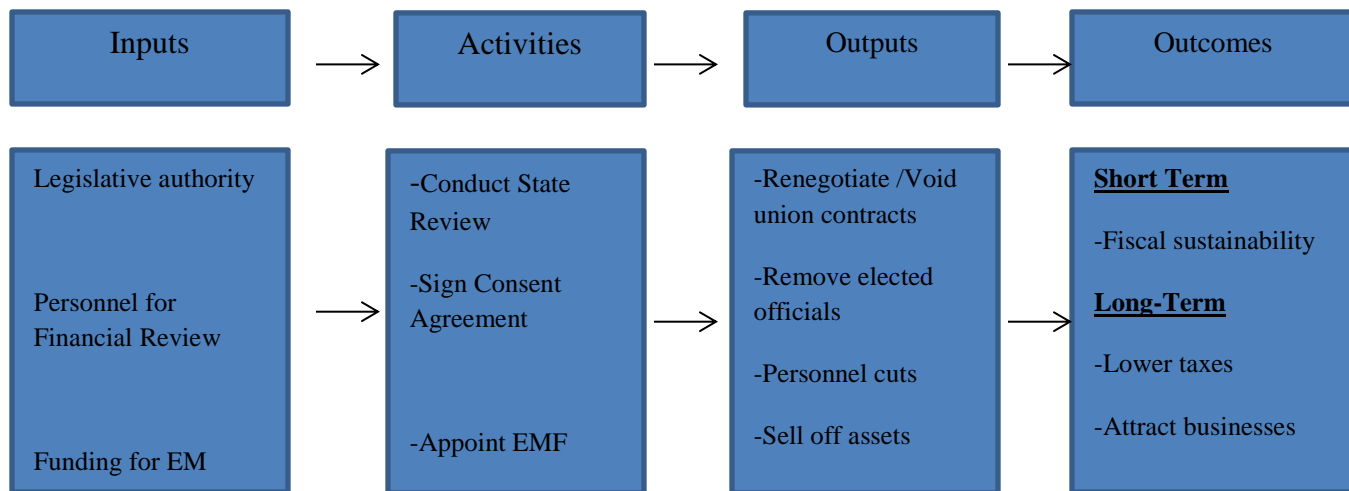 Inputs
Activities
Outputs
Outcomes
Legislative authority
Personnel for
Financial Review
Funding for EM
-Conduct State
Review
-Sign Consent
Agreement
-Appoint EMF
-Renegotiate /Void
union contracts
-Remove elected
officials
-Personnel cuts
-Sell off assets
Short Term
-Fiscal sustainability
Long-Term
-Lower taxes
-Attract businesses